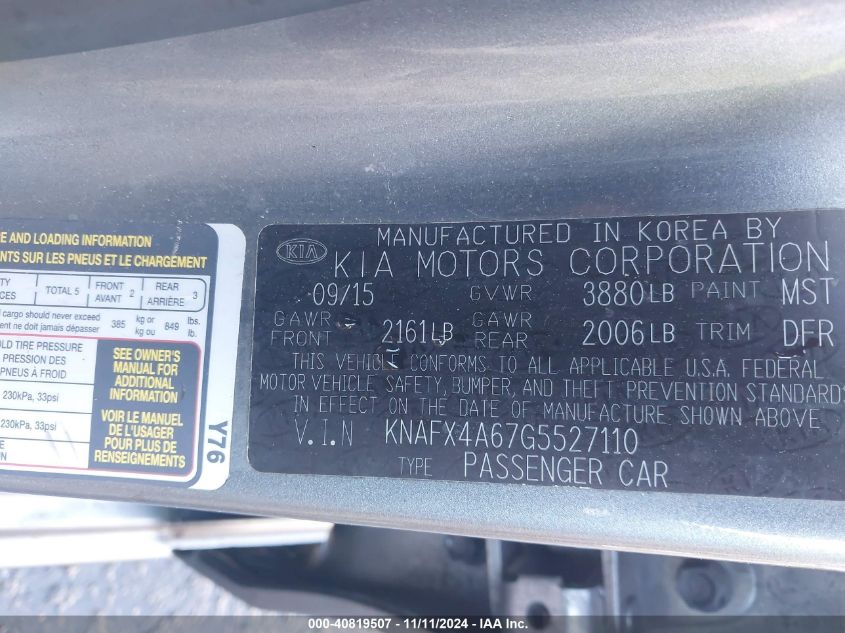 E AND LOADING INFORMATION
ENTS SUR LES PNEUS ET LE CHARGEMENT
TY TOTAL 5 FRONT 2 REAR 3
CES AVANT ARRIÈRE
cargo should never exceed 385 kg or 849 lbs.
ent ne doit jamais dépasser kg ou lb.
LD TIRE PRESSURE
PRESSION DES
PNEUS À FROID
230kPa, 33psi
230kPa, 33psi
SEE OWNER'S
MANUAL FOR
ADDITIONAL
INFORMATION
VOIR LE MANUEL
DE L'USAGER
POUR PLUS DE
RENSEIGNEMENTS
Y76
KIA
MANUFACTURED IN KOREA BY
KIA MOTORS CORPORATION
09/15 GVWR 3880LB PAINT MST
GAWR FRONT 2161LB GAWR REAR 2006LB TRIM DFR
THIS VEHICLE CONFORMS TO ALL APPLICABLE U.S.A. FEDERAL
MOTOR VEHICLE SAFETY, BUMPER, AND THEFT PREVENTION STANDARDS
IN EFFECT ON THE DATE OF MANUFACTURE SHOWN ABOVE
V.I.N KNAFX4A67G5527110
TYPE PASSENGER CAR
000-40819507 - 11/11/2024 - IAA Inc.